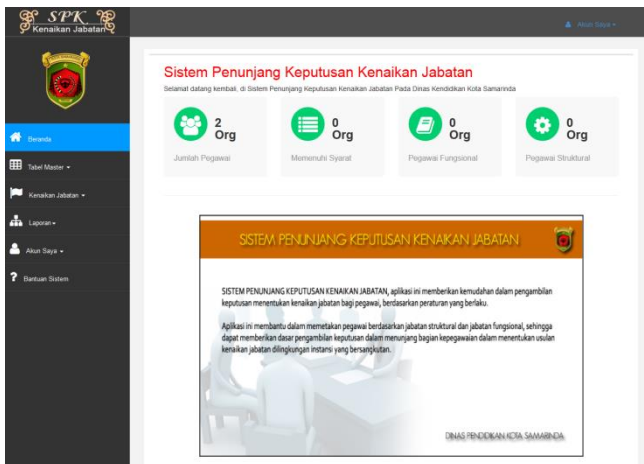 SPK
Kenaikan Jabatan
Akun Saya
Beranda
Tabel Master
Kenaikan Jabatan
Laporan
Akun Saya
Bantuan Sistem
Sistem Penunjang Keputusan Kenaikan Jabatan
Selamat datang kembali, di Sistem Penunjang Keputusan Kenaikan Jabatan Pada Dinas Kendidikan Kota Samarinda
2
Org
Jumlah Pegawai
0
Org
Memenuhi Syarat
0
Org
Pegawai Fungsional
0
Org
Pegawai Struktural
SISTEM PENUNJANG KEPUTUSAN KENAIKAN JABATAN
SISTEM PENUNJANG KEPUTUSAN KENAIKAN JABATAN, aplikasi ini memberikan kemudahan dalam pengambilan
keputusan menentukan kenaikan jabatan bagi pegawai, berdasarkan peraturan yang berlaku.
Aplikasi ini membantu dalam memetakan pegawai berdasarkan jabatan struktural dan jabatan fungsional, sehingga
dapat memberikan dasar pengambilan keputusan dalam menunjang bagian kepegawaian dalam menentukan usulan
kenaikan jabatan dilingkungan instansi yang bersangkutan.
DINAS PENDIDIKAN KOTA SAMARINDA